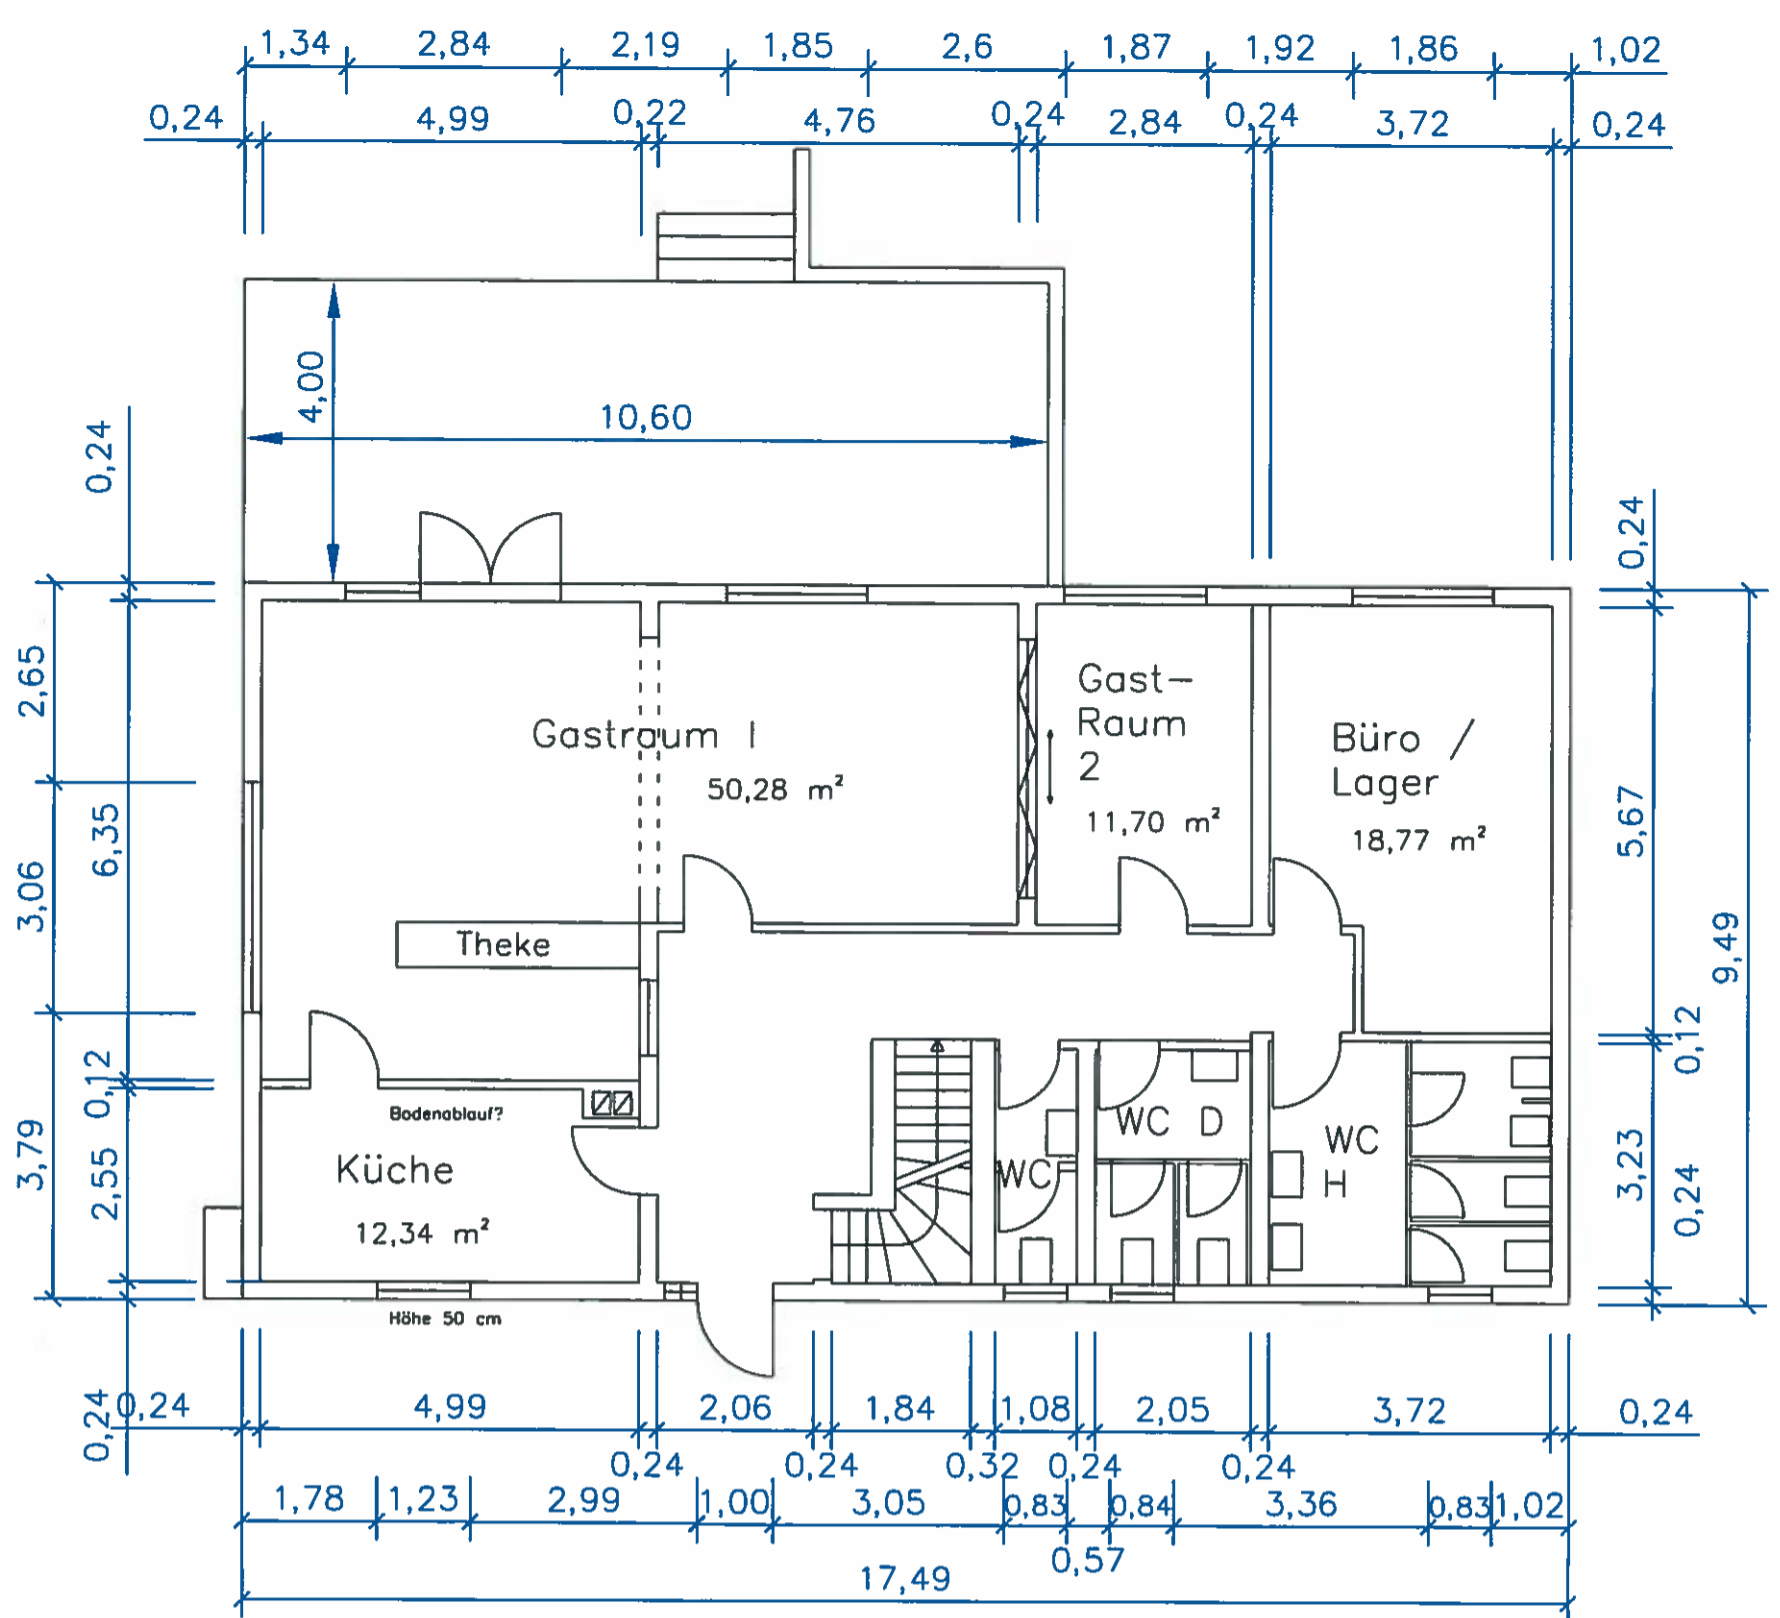 1,34 2,84 2,19 1,85 2,6 1,87 1,92 1,86 1,02
0,24 4,99 0,22 4,76 0,24 2,84 0,24 3,72 0,24
4,00
10,60
0,24
0,24
2,65
3,06
3,79
6,35
0,12
2,55
0,24
Gastraum I
50,28 m²
Gast-
Raum
2
11,70 m²
Büro /
Lager
18,77 m²
Theke
Bodenablauf?
Küche
12,34 m²
Höhe 50 cm
WC
WC D
WC
H
5,67
9,49
0,12
3,23
0,24
0,24 4,99 2,06 1,84 1,08 2,05 3,72 0,24
0,24 0,24 0,32 0,24 0,24
1,78 1,23 2,99 1,00 3,05 0,83 0,84 3,36 0,83 1,02
0,57
17,49